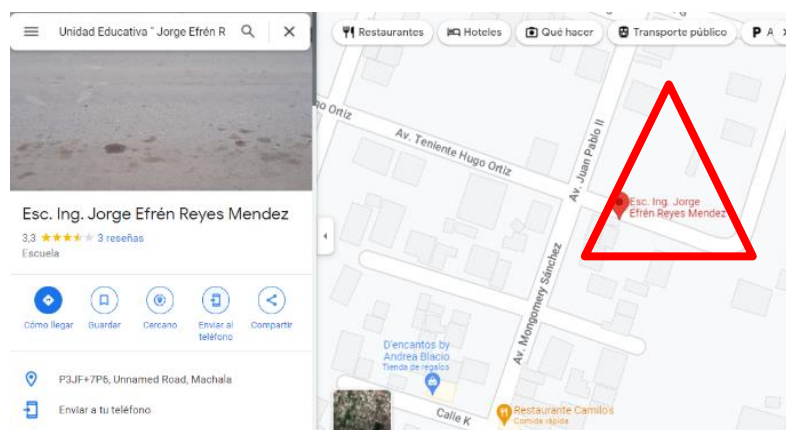 Unidad Educativa " Jorge Efrén R
Esc. Ing. Jorge Efrén Reyes Mendez
3,3
3 reseñas
Escuela
Cómo llegar
Guardar
Cercano
Enviar al
teléfono
Compartir
P3JF+7P6, Unnamed Road, Machala
Enviar a tu teléfono
Restaurantes
Hoteles
Qué hacer
Transporte público
P A
Ortiz
Av. Teniente Hugo Ortiz
Av. Juan Pablo II
Esc. Ing. Jorge
Efrén Reyes Mendez
Av. Mongomery Sánchez
D'encantos by
Andrea Blacio
Tienda de regalos
Calle K
Restaurante Camilo's
Comida rápida